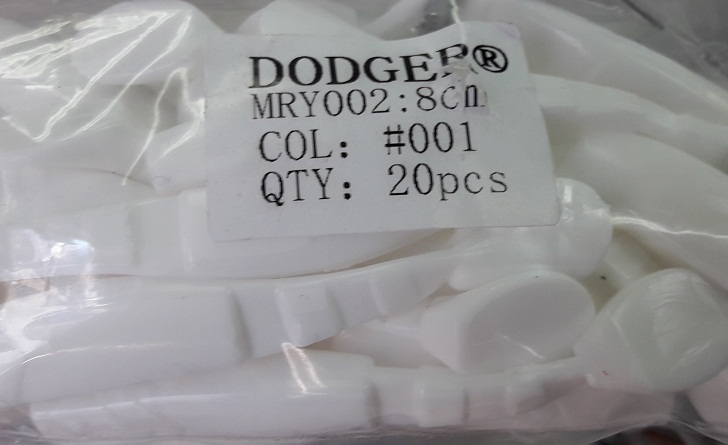 DODGER®
MRY002:8cm
COL: #001
QTY: 20pcs